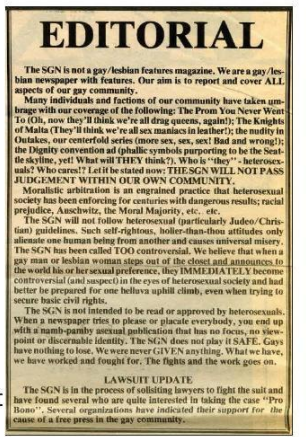 EDITORIAL
The SGN is not a gay/lesbian features magazine. We are a gay/les-
bian newspaper with features. Our aim is to report and cover ALL
aspects of our gay community.
Many individuals and factions of our community have taken um-
brage with our coverage of the following: The Prom You Never Went
To (Oh, now they'll think we're all drag queens, again!); The Knights
of Malta (They'll think we're all sex maniacs in leather!); the nudity in
Outakes, our centerfold series (more sex, sex, sex! Bad and wrong!);
the Dignity convention ad (phallic symbols purporting to be the Seat-
tle skyline, yet! What will THEY think?). Who is "they" - heterosex-
uals? Who cares!! Let it be stated now: THE SGN WILL NOT PASS
JUDGEMENT WITHIN OUR OWN COMMUNITY.
Moralistic arbitration is an engrained practice that heterosexual
society has been enforcing for centuries with dangerous results; racial
prejudice, Auschwitz, the Moral Majority, etc. etc.
The SGN will not follow heterosexual (particularly Judeo/Chris-
tian) guidelines. Such self-rightous, holier-than-thou attitudes only
alienate one human being from another and causes universal misery.
The SGN has been called TOO controversial. We believe that when a
gay man or lesbian woman steps out of the closet and announces to
the world his or her sexual preference, they IMMEDIATELY become
controversial (and suspect) in the eyes of heterosexual society and had
better be prepared for one helluva uphill climb, even when trying to
secure basic civil rights.
The SGN is not intended to be read or approved by heterosexuals.
When a newspaper tries to please or placate everybody, you end up
with a namb-pamby asexual publication that has no focus, no view-
point or discernable identity. The SGN does not play it SAFE. Gays
have nothing to lose. We were never GIVEN anything. What we have,
we have worked and fought for. The fights and the work goes on.
LAWSUIT UPDATE
The SGN is in the process of soliting lawyers to fight the suit and
have found several who are quite interested in taking the case "Pro
Bono". Several organizations have indicated their support for the
cause of a free press in the gay community.